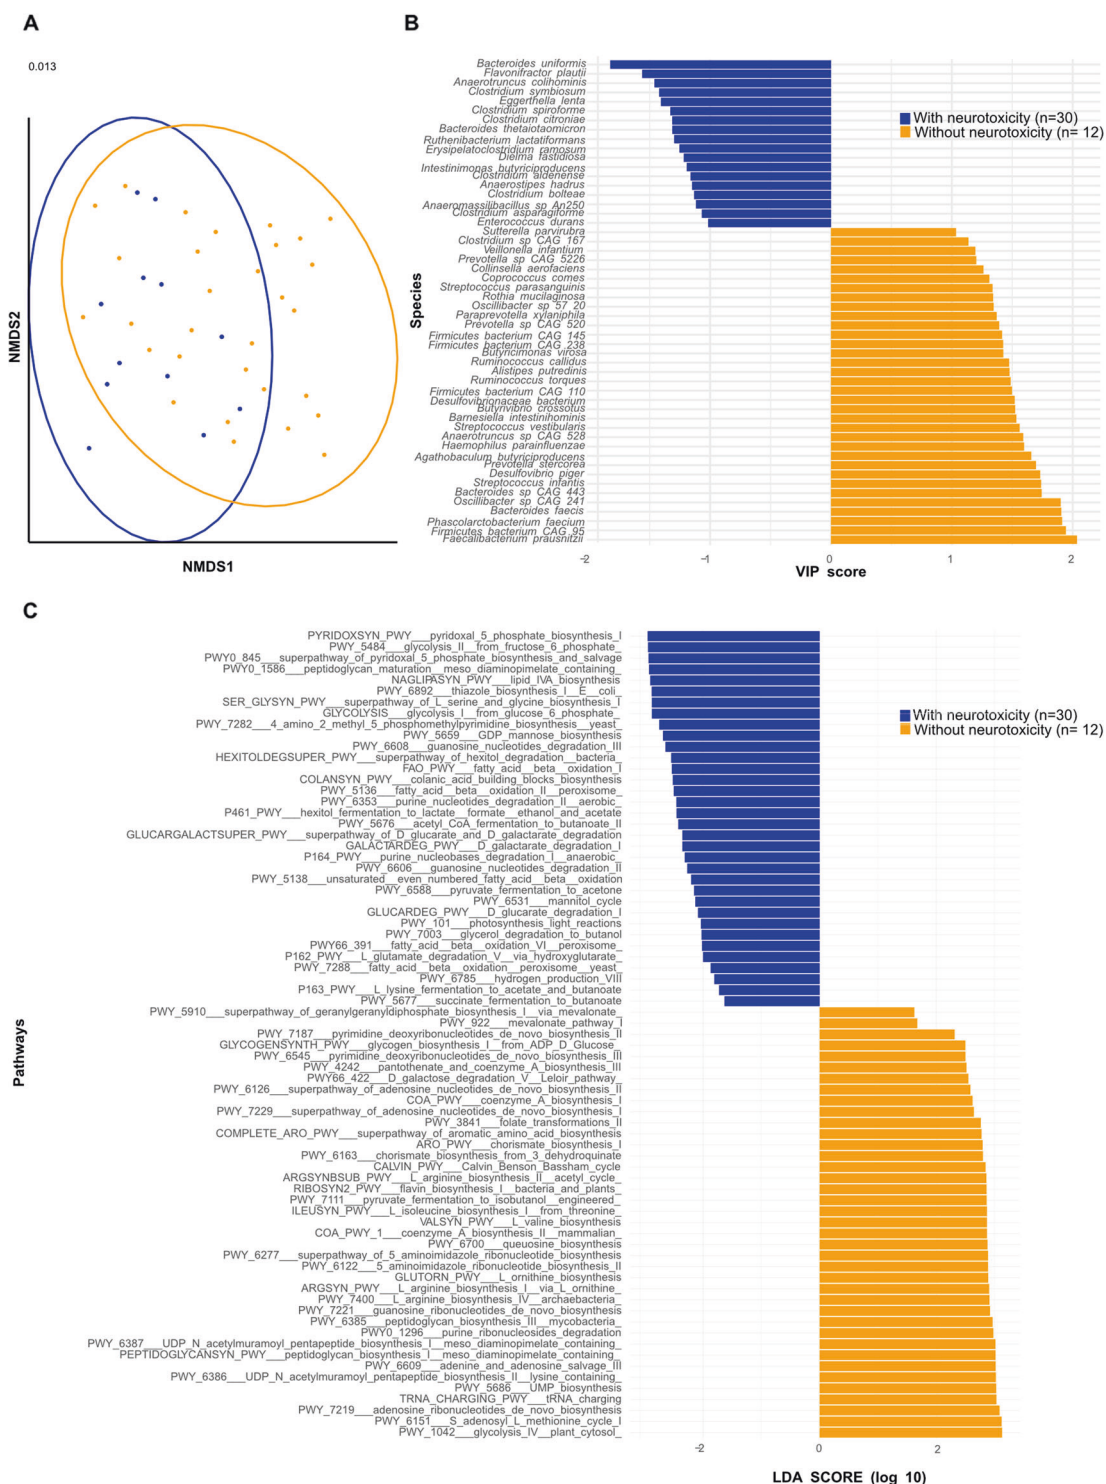 A
0.013
NMDS2
NMDS1
B
Bacteroides uniformis
Flavonifractor plautii
Anaerotruncus colihominis
Clostridium symbiosum
Eggerthella lenta
Clostridium spiroforme
Clostridium citroniae
Bacteroides thetaiotaomicron
Ruthenibacterium lactatiformans
Erysipelatoclostridium ramosum
Dielma fastidiosa
Intestinimonas butyriciproducens
Clostridium aldenense
Anaerostipes hadrus
Clostridium bolteae
Anaeromassilibacillus sp An250
Clostridium asparagiforme
Enterococcus durans
Sutterella parvirubra
Clostridium sp CAG 167
Veillonella infantium
Prevotella sp CAG 5226
Collinsella aerofaciens
Coprococcus comes
Streptococcus parasanguinis
Rothia mucilaginosa
Oscillibacter sp 57 20
Paraprevotella xylaniphila
Prevotella sp CAG 520
Firmicutes bacterium CAG 145
Firmicutes bacterium CAG 238
Butyricimonas virosa
Ruminococcus callidus
Alistipes putredinis
Ruminococcus torques
Firmicutes bacterium CAG 110
Desulfovibrionaceae bacterium
Butyrivibrio crossotus
Barnesiella intestinihominis
Streptococcus vestibularis
Anaerotruncus sp CAG 528
Haemophilus parainfluenzae
Agathobaculum butyriciproducens
Prevotella stercorea
Desulfovibrio piger
Streptococcus infantis
Bacteroides sp CAG 443
Oscillibacter sp CAG 241
Bacteroides faecis
Phascolarctobacterium faecium
Firmicutes bacterium CAG 95
Faecalibacterium prausnitzii
Species
-2 -1 0 1 2
VIP score
With neurotoxicity (n=30)
Without neurotoxicity (n= 12)
C
PYRIDOXSYN_PWY___pyridoxal_5_phosphate_biosynthesis_I
PWY_5484___glycolysis_II__from_fructose_6_phosphate_
PWY0_845___superpathway_of_pyridoxal_5_phosphate_biosynthesis_and_salvage
PWY0_1586___peptidoglycan_maturation__meso_diaminopimelate_containing_
NAGLIPASYN_PWY___lipid_IVA_biosynthesis
PWY_6892___thiazole_biosynthesis_I__E__coli_
SER_GLYSYN_PWY___superpathway_of_L_serine_and_glycine_biosynthesis_I
GLYCOLYSIS___glycolysis_I__from_glucose_6_phosphate_
PWY_7282___4_amino_2_methyl_5_phosphomethylpyrimidine_biosynthesis__yeast_
PWY_5659___GDP_mannose_biosynthesis
PWY_6608___guanosine_nucleotides_degradation_III
HEXITOLDEGSUPER_PWY___superpathway_of_hexitol_degradation__bacteria_
FAO_PWY___fatty_acid__beta__oxidation_I
COLANSYN_PWY___colanic_acid_building_blocks_biosynthesis
PWY_5136___fatty_acid__beta__oxidation_II__peroxisome_
PWY_6353___purine_nucleotides_degradation_II__aerobic_
P461_PWY___hexitol_fermentation_to_lactate__formate__ethanol_and_acetate
PWY_5676___acetyl_CoA_fermentation_to_butanoate_II
GLUCARGALACTSUPER_PWY___superpathway_of_D_glucarate_and_D_galactarate_degradation
GALACTARDEG_PWY___D_galactarate_degradation_I
P164_PWY___purine_nucleobases_degradation_I__anaerobic_
PWY_6606___guanosine_nucleotides_degradation_II
PWY_5138___unsaturated__even_numbered_fatty_acid__beta__oxidation
PWY_6588___pyruvate_fermentation_to_acetone
PWY_6531___mannitol_cycle
GLUCARDEG_PWY___D_glucarate_degradation_I
PWY_101___photosynthesis_light_reactions
PWY_7003___glycerol_degradation_to_butanol
PWY66_391___fatty_acid__beta__oxidation_VI__peroxisome_
P162_PWY___L_glutamate_degradation_V__via_hydroxyglutarate_
PWY_7288___fatty_acid__beta__oxidation__peroxisome__yeast_
PWY_6785___hydrogen_production_VIII
P163_PWY___L_lysine_fermentation_to_acetate_and_butanoate
PWY_5677___succinate_fermentation_to_butanoate
PWY_5910___superpathway_of_geranylgeranyldiphosphate_biosynthesis_I__via_mevalonate_
PWY_922___mevalonate_pathway_I
PWY_7187___pyrimidine_deoxyribonucleotides_de_novo_biosynthesis_II
GLYCOGENSYNTH_PWY___glycogen_biosynthesis_I__from_ADP_D_Glucose_
PWY_6545___pyrimidine_deoxyribonucleotides_de_novo_biosynthesis_III
PWY_4242___pantothenate_and_coenzyme_A_biosynthesis_III
PWY66_422___D_galactose_degradation_V__Leloir_pathway_
PWY_6126___superpathway_of_adenosine_nucleotides_de_novo_biosynthesis_II
COA_PWY___coenzyme_A_biosynthesis_I
PWY_7229___superpathway_of_adenosine_nucleotides_de_novo_biosynthesis_I
PWY_3841___folate_transformations_II
COMPLETE_ARO_PWY___superpathway_of_aromatic_amino_acid_biosynthesis
ARO_PWY___chorismate_biosynthesis_I
PWY_6163___chorismate_biosynthesis_from_3_dehydroquinate
CALVIN_PWY___Calvin_Benson_Bassham_cycle
ARGSYNBSUB_PWY___L_arginine_biosynthesis_II__acetyl_cycle_
RIBOSYN2_PWY___flavin_biosynthesis_I__bacteria_and_plants_
PWY_7111___pyruvate_fermentation_to_isobutanol__engineered_
ILEUSYN_PWY___L_isoleucine_biosynthesis_I__from_threonine_
VALSYN_PWY___L_valine_biosynthesis
COA_PWY_1___coenzyme_A_biosynthesis_II__mammalian_
PWY_6700___queuosine_biosynthesis
PWY_6277___superpathway_of_5_aminoimidazole_ribonucleotide_biosynthesis
PWY_6122___5_aminoimidazole_ribonucleotide_biosynthesis_II
GLUTORN_PWY___L_ornithine_biosynthesis
ARGSYN_PWY___L_arginine_biosynthesis_I__via_L_ornithine_
PWY_7400___L_arginine_biosynthesis_IV__archaebacteria_
PWY_7221___guanosine_ribonucleotides_de_novo_biosynthesis
PWY_6385___peptidoglycan_biosynthesis_III__mycobacteria_
PWY0_1296___purine_ribonucleosides_degradation
PWY_6387___UDP_N_acetylmuramoyl_pentapeptide_biosynthesis_I__meso_diaminopimelate_containing_
PEPTIDOGLYCANSYN_PWY___peptidoglycan_biosynthesis_I__meso_diaminopimelate_containing_
PWY_6609___adenine_and_adenosine_salvage_III
PWY_6386___UDP_N_acetylmuramoyl_pentapeptide_biosynthesis_II__lysine_containing_
PWY_5686___UMP_biosynthesis
TRNA_CHARGING_PWY___tRNA_charging
PWY_7219___adenosine_ribonucleotides_de_novo_biosynthesis
PWY_6151___S_adenosyl_L_methionine_cycle_I
PWY_1042___glycolysis_IV__plant_cytosol_
Pathways
-2 0 2
LDA SCORE (log 10)
With neurotoxicity (n=30)
Without neurotoxicity (n= 12)